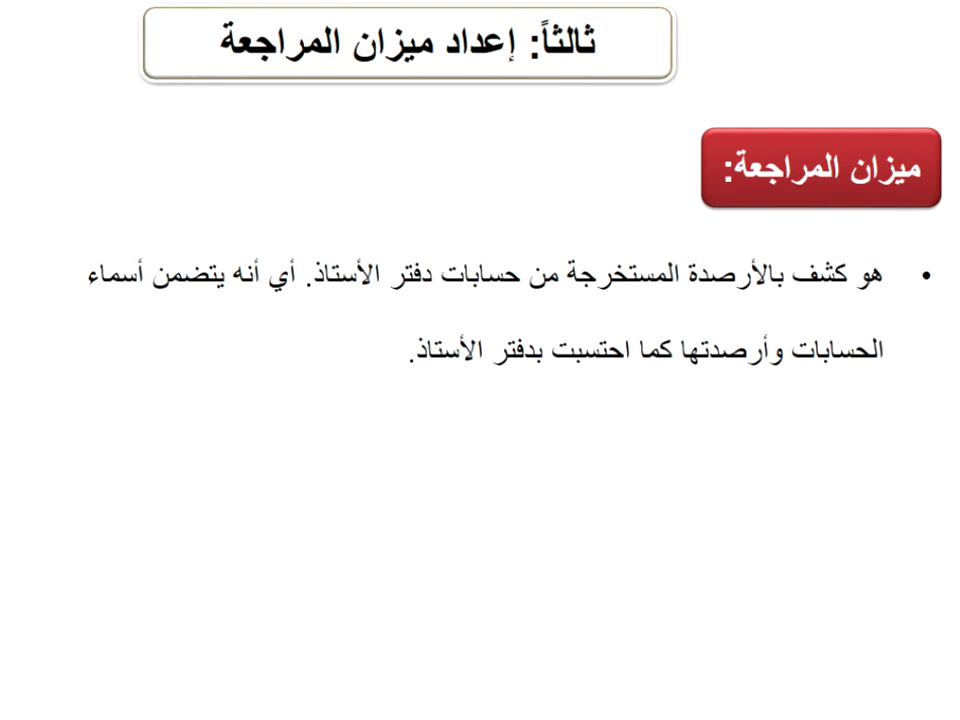 ثالثاً: إعداد ميزان المراجعة
ميزان المراجعة:
• هو كشف بالأرصدة المستخرجة من حسابات دفتر الأستاذ. أي أنه يتضمن أسماء
الحسابات وأرصدتها كما احتسبت بدفتر الأستاذ.